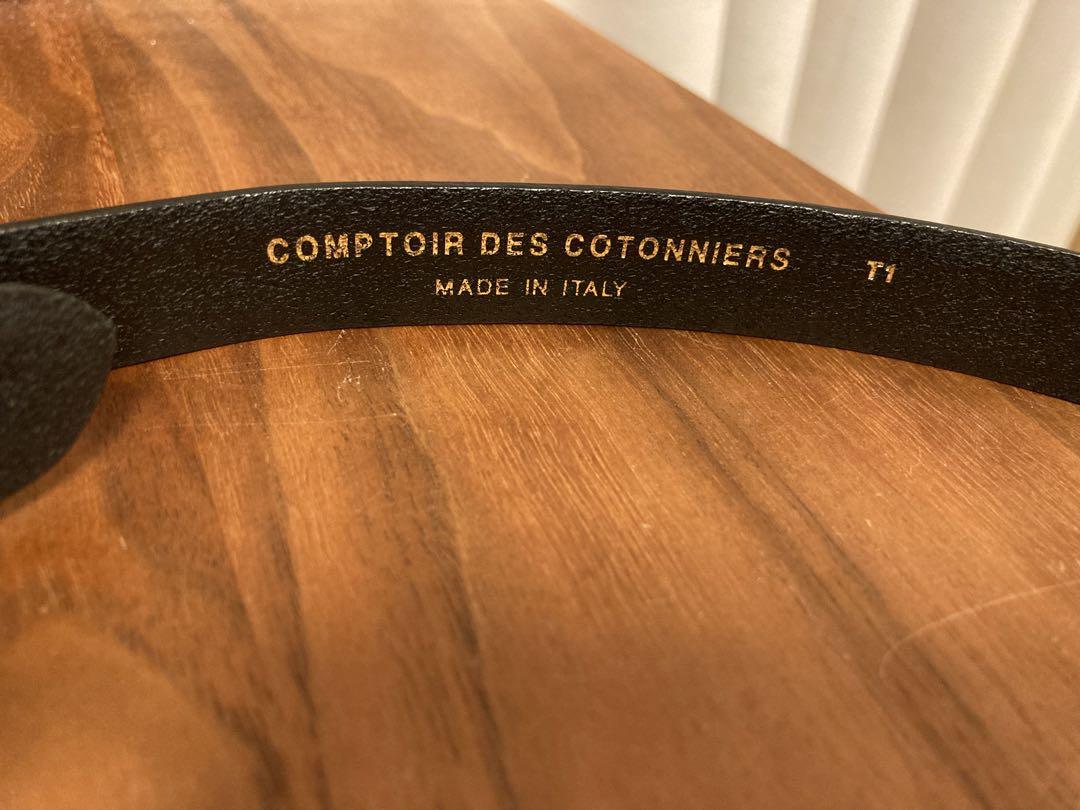 COMPTOIR DES COTONNIERS T1
MADE IN ITALY